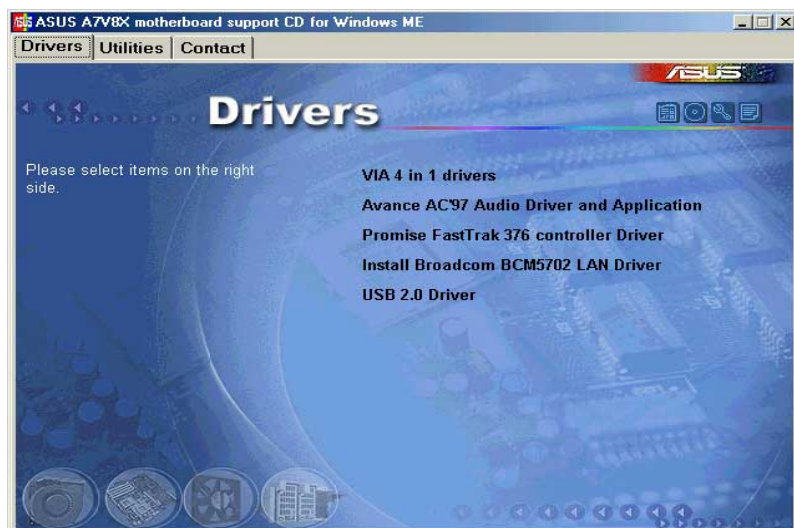 ASUS A7V8X motherboard support CD for Windows ME
Drivers Utilities Contact
ASUS
Drivers
Please select items on the right
side.
VIA 4 in 1 drivers
Avance AC'97 Audio Driver and Application
Promise FastTrak 376 controller Driver
Install Broadcom BCM5702 LAN Driver
USB 2.0 Driver